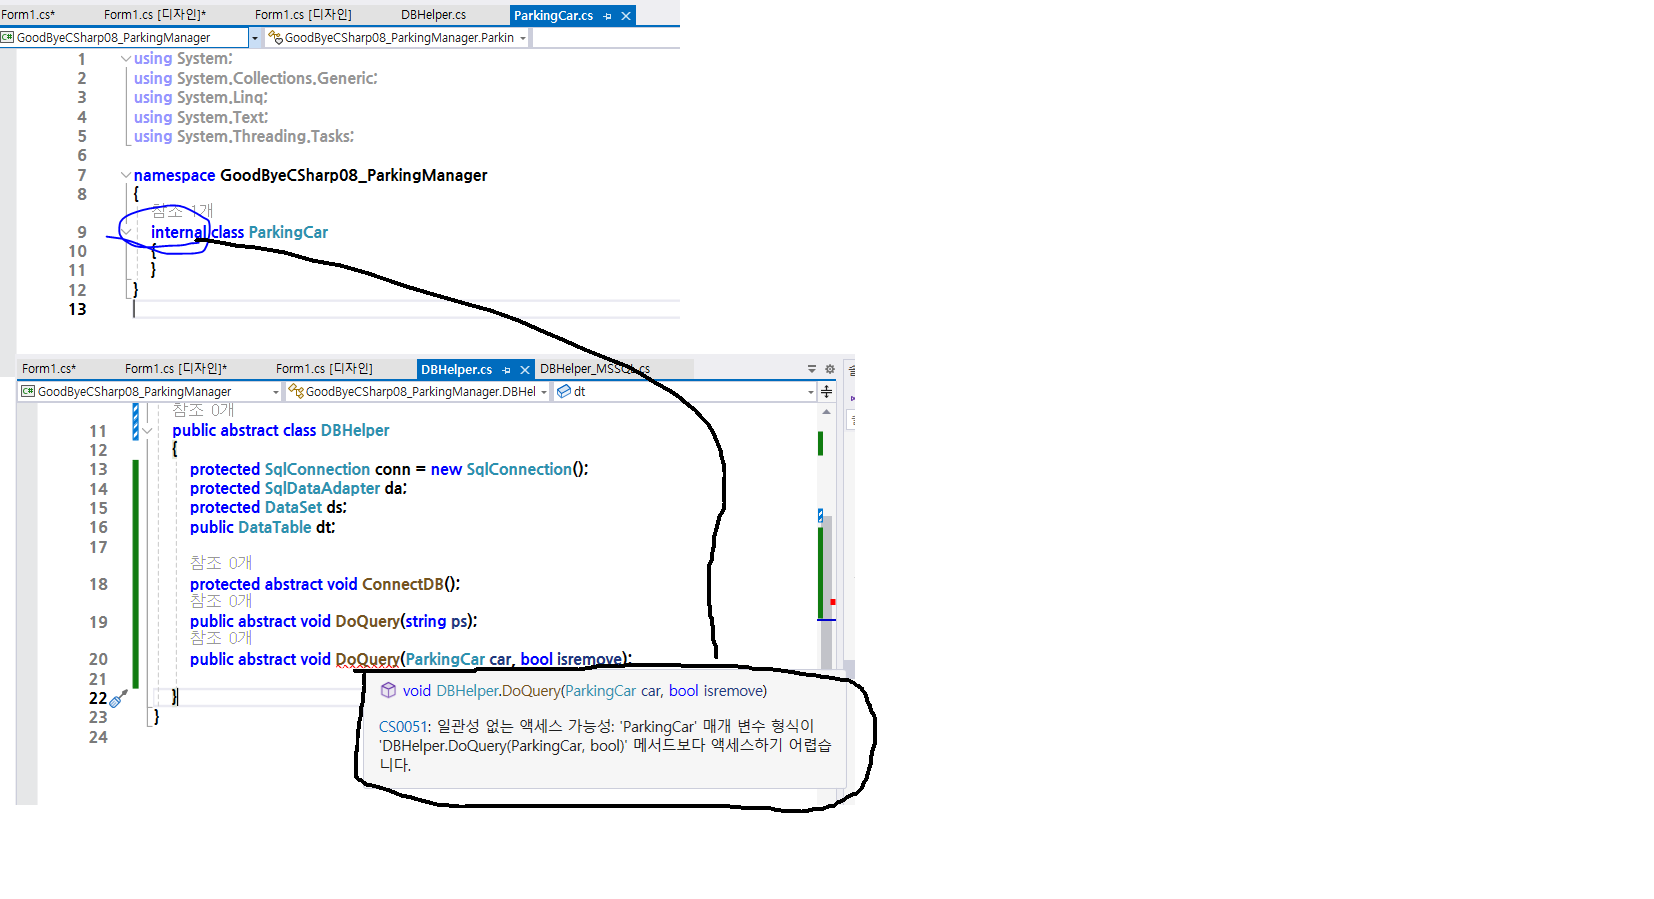 Form1.cs*
Form1.cs [디자인]*
Form1.cs [디자인]
DBHelper.cs
ParkingCar.cs
C# GoodByeCSharp08_ParkingManager
GoodByeCSharp08_ParkingManager.Parkin
1 using System;
2 using System.Collections.Generic;
3 using System.Linq;
4 using System.Text;
5 using System.Threading.Tasks;
6
7 namespace GoodByeCSharp08_ParkingManager
8 {
참조 1개
9 internal class ParkingCar
10 {
11 }
12 }
13
Form1.cs*
Form1.cs [디자인]*
Form1.cs [디자인]
DBHelper.cs
DBHelper_MSSQL.cs
C# GoodByeCSharp08_ParkingManager
GoodByeCSharp08_ParkingManager.DBHel
dt
참조 0개
11 public abstract class DBHelper
12 {
13 protected SqlConnection conn = new SqlConnection();
14 protected SqlDataAdapter da;
15 protected DataSet ds;
16 public DataTable dt;
17
참조 0개
18 protected abstract void ConnectDB();
참조 0개
19 public abstract void DoQuery(string ps);
참조 0개
20 public abstract void DoQuery(ParkingCar car, bool isremove);
21
22 }
23 }
24
void DBHelper.DoQuery(ParkingCar car, bool isremove)
CS0051: 일관성 없는 액세스 가능성: 'ParkingCar' 매개 변수 형식이
'DBHelper.DoQuery(ParkingCar, bool)' 메서드보다 액세스하기 어렵습
니다.